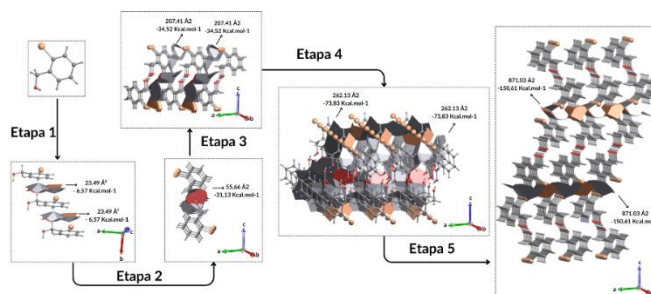 Etapa 1
23.49 Å²
- 6,57 Kcal.mol-1
23.49 Å²
- 6,57 Kcal.mol-1
a
c
b
Etapa 2
55,66 Å2
-31,13 Kcal.mol-1
c
a
b
Etapa 3
207,41 Å2
-34,52 Kcal.mol-1
207,41 Å2
-34,52 Kcal.mol-1
c
a
b
Etapa 4
262.13 Å2
-73,83 Kcal.mol-1
262.13 Å2
-73,83 Kcal.mol-1
c
a
b
Etapa 5
871.03 Å2
-150,61 Kcal.mol-1
871.03 Å2
-150,61 Kcal.mol
c
a
b